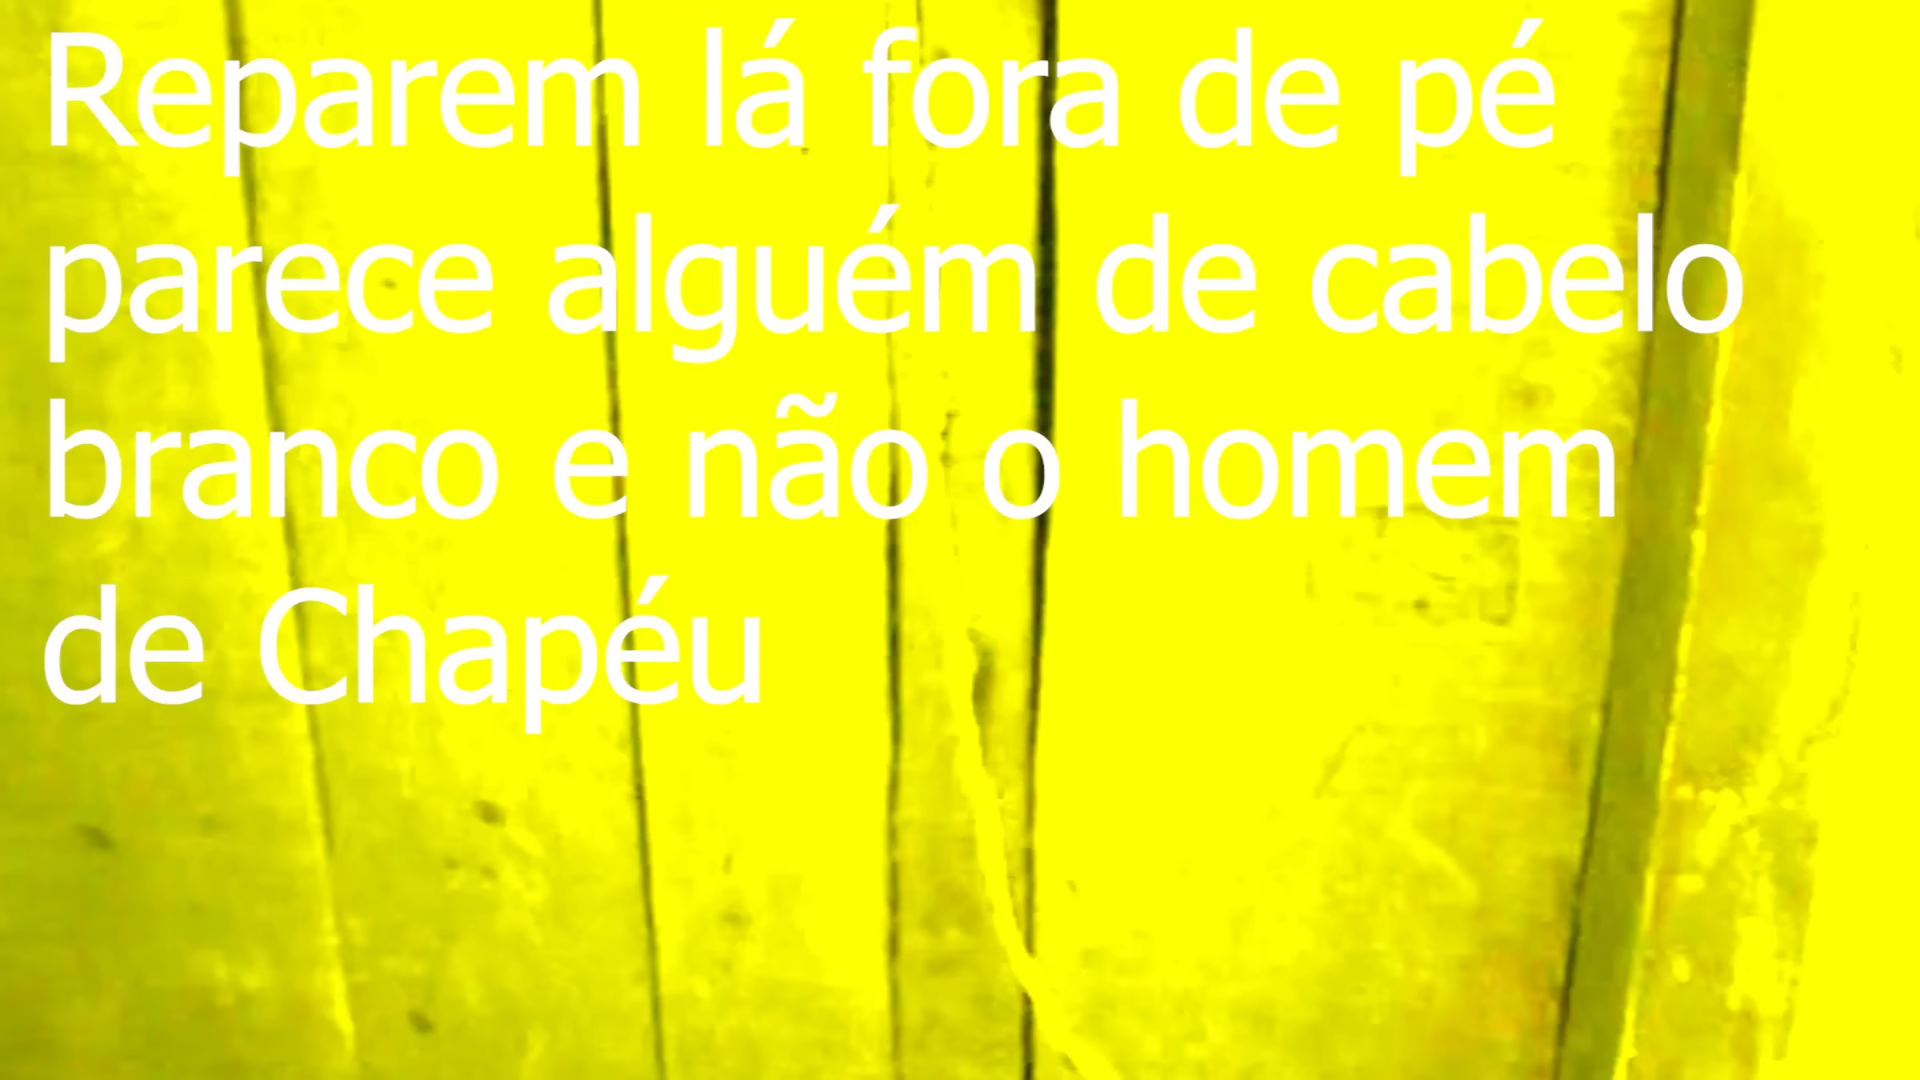 Reparem lá fora de pé
parece alguém de cabelo
branco e não o homem
de Chapéu